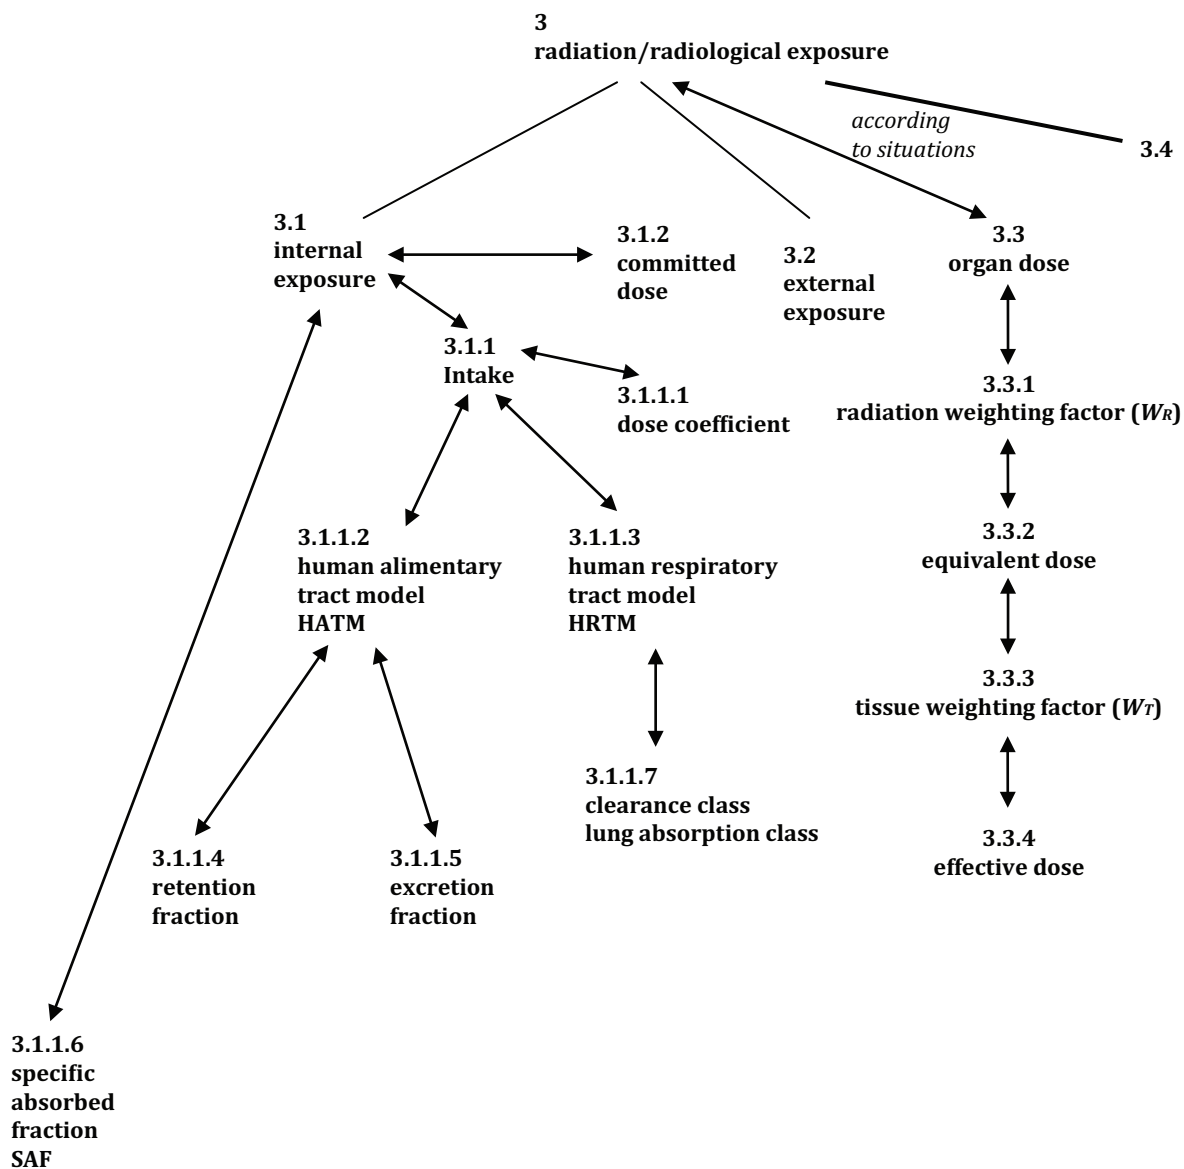 3
radiation/radiological exposure
according
to situations
3.4
3.1
internal
exposure
3.1.2
committed
dose
3.2
external
exposure
3.3
organ dose
3.1.1
Intake
3.1.1.1
dose coefficient
3.3.1
radiation weighting factor (WR)
3.1.1.2
human alimentary
tract model
HATM
3.1.1.3
human respiratory
tract model
HRTM
3.3.2
equivalent dose
3.3.3
tissue weighting factor (WT)
3.1.1.7
clearance class
lung absorption class
3.3.4
effective dose
3.1.1.4
retention
fraction
3.1.1.5
excretion
fraction
3.1.1.6
specific
absorbed
fraction
SAF